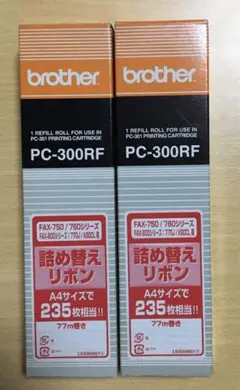 brother.
1 REFILL ROLL FOR USE IN
PC-301 PRINTING CARTRIDGE
PC-300RF
FAX-750/760シリーズ
詰め替え
リボン
A4サイズで
235枚相当!!
77m巻き
brother.
1 REFILL ROLL FOR USE IN
PC-301 PRINTING CARTRIDGE
PC-300RF
FAX-750/760シリーズ
詰め替え
リボン
A4サイズで
235枚相当!!
77m巻き